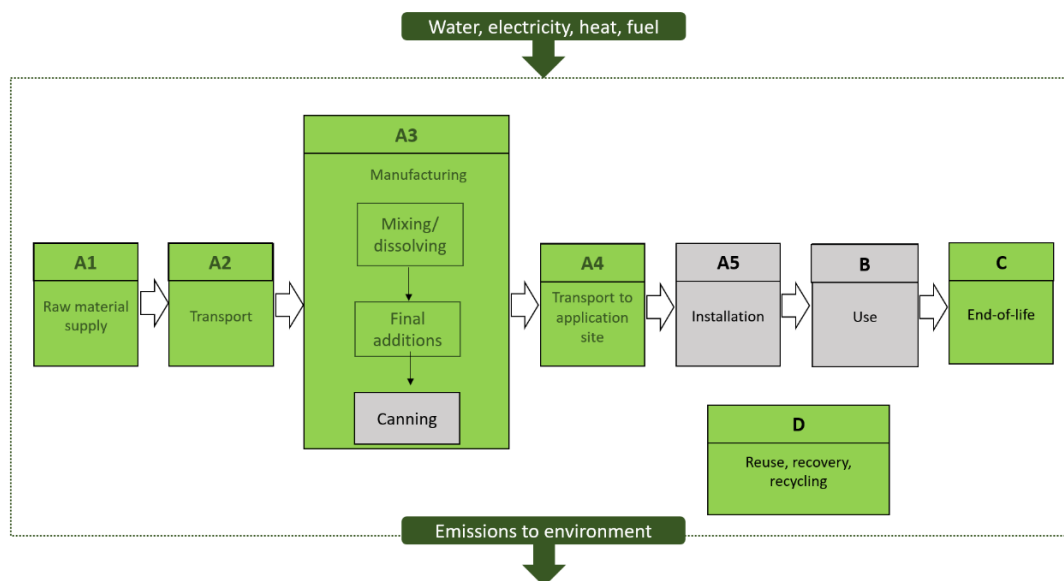 Water, electricity, heat, fuel
A1
Raw material
supply
A2
Transport
A3
Manufacturing
Mixing/
dissolving
Final
additions
Canning
A4
Transport to
application
site
A5
Installation
B
Use
C
End-of-life
D
Reuse, recovery,
recycling
Emissions to environment